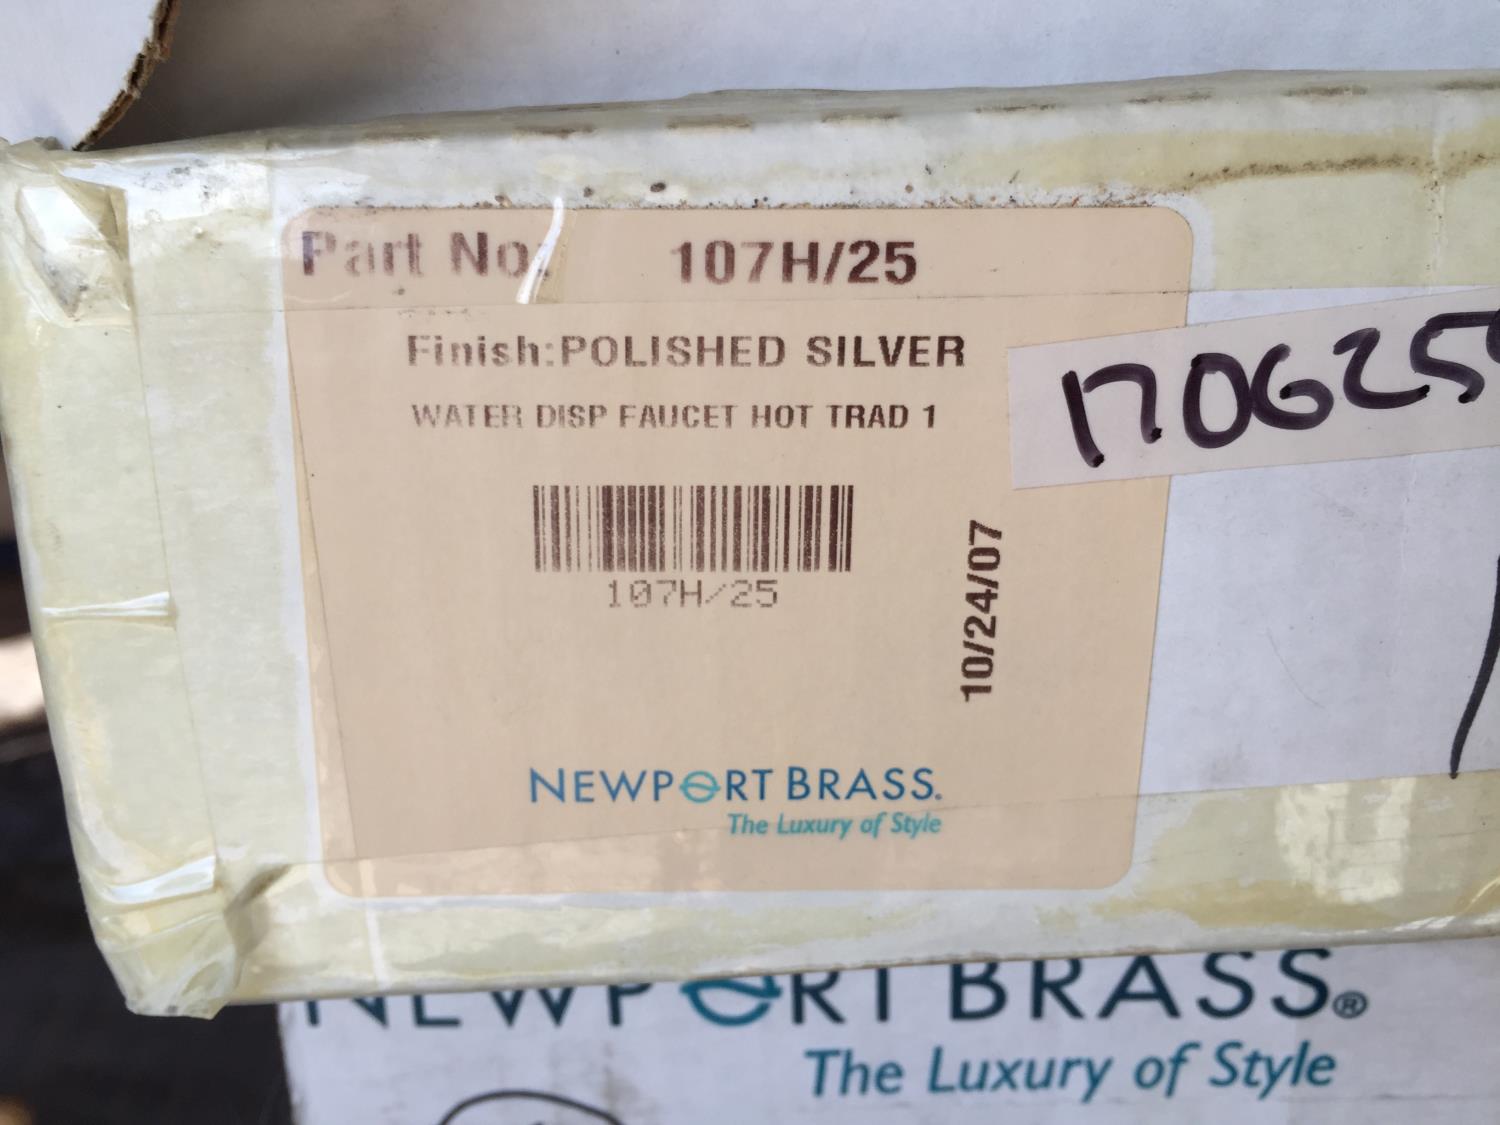 Part No: 107H/25
Finish:POLISHED SILVER
WATER DISP FAUCET HOT TRAD 1
170625
107H/25
10/24/07
NEWPORT BRASS.
The Luxury of Style
NEWPORT BRASS®
The Luxury of Style